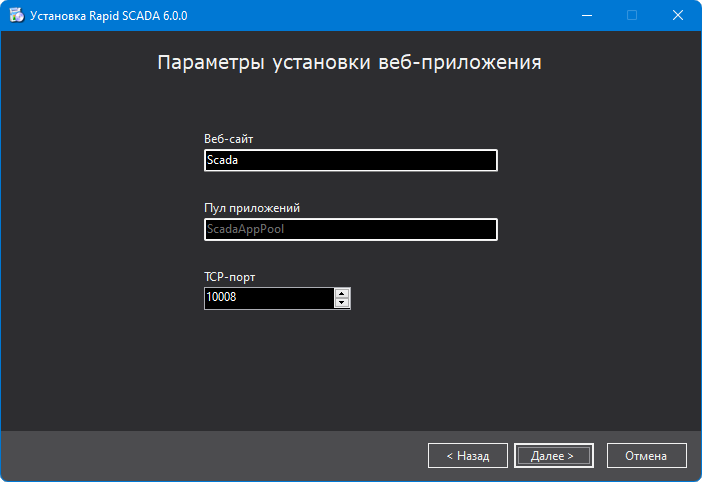 Установка Rapid SCADA 6.0.0
Параметры установки веб-приложения
Веб-сайт
Scada
Пул приложений
ScadaAppPool
TCP-порт
10008
< Назад
Далее >
Отмена